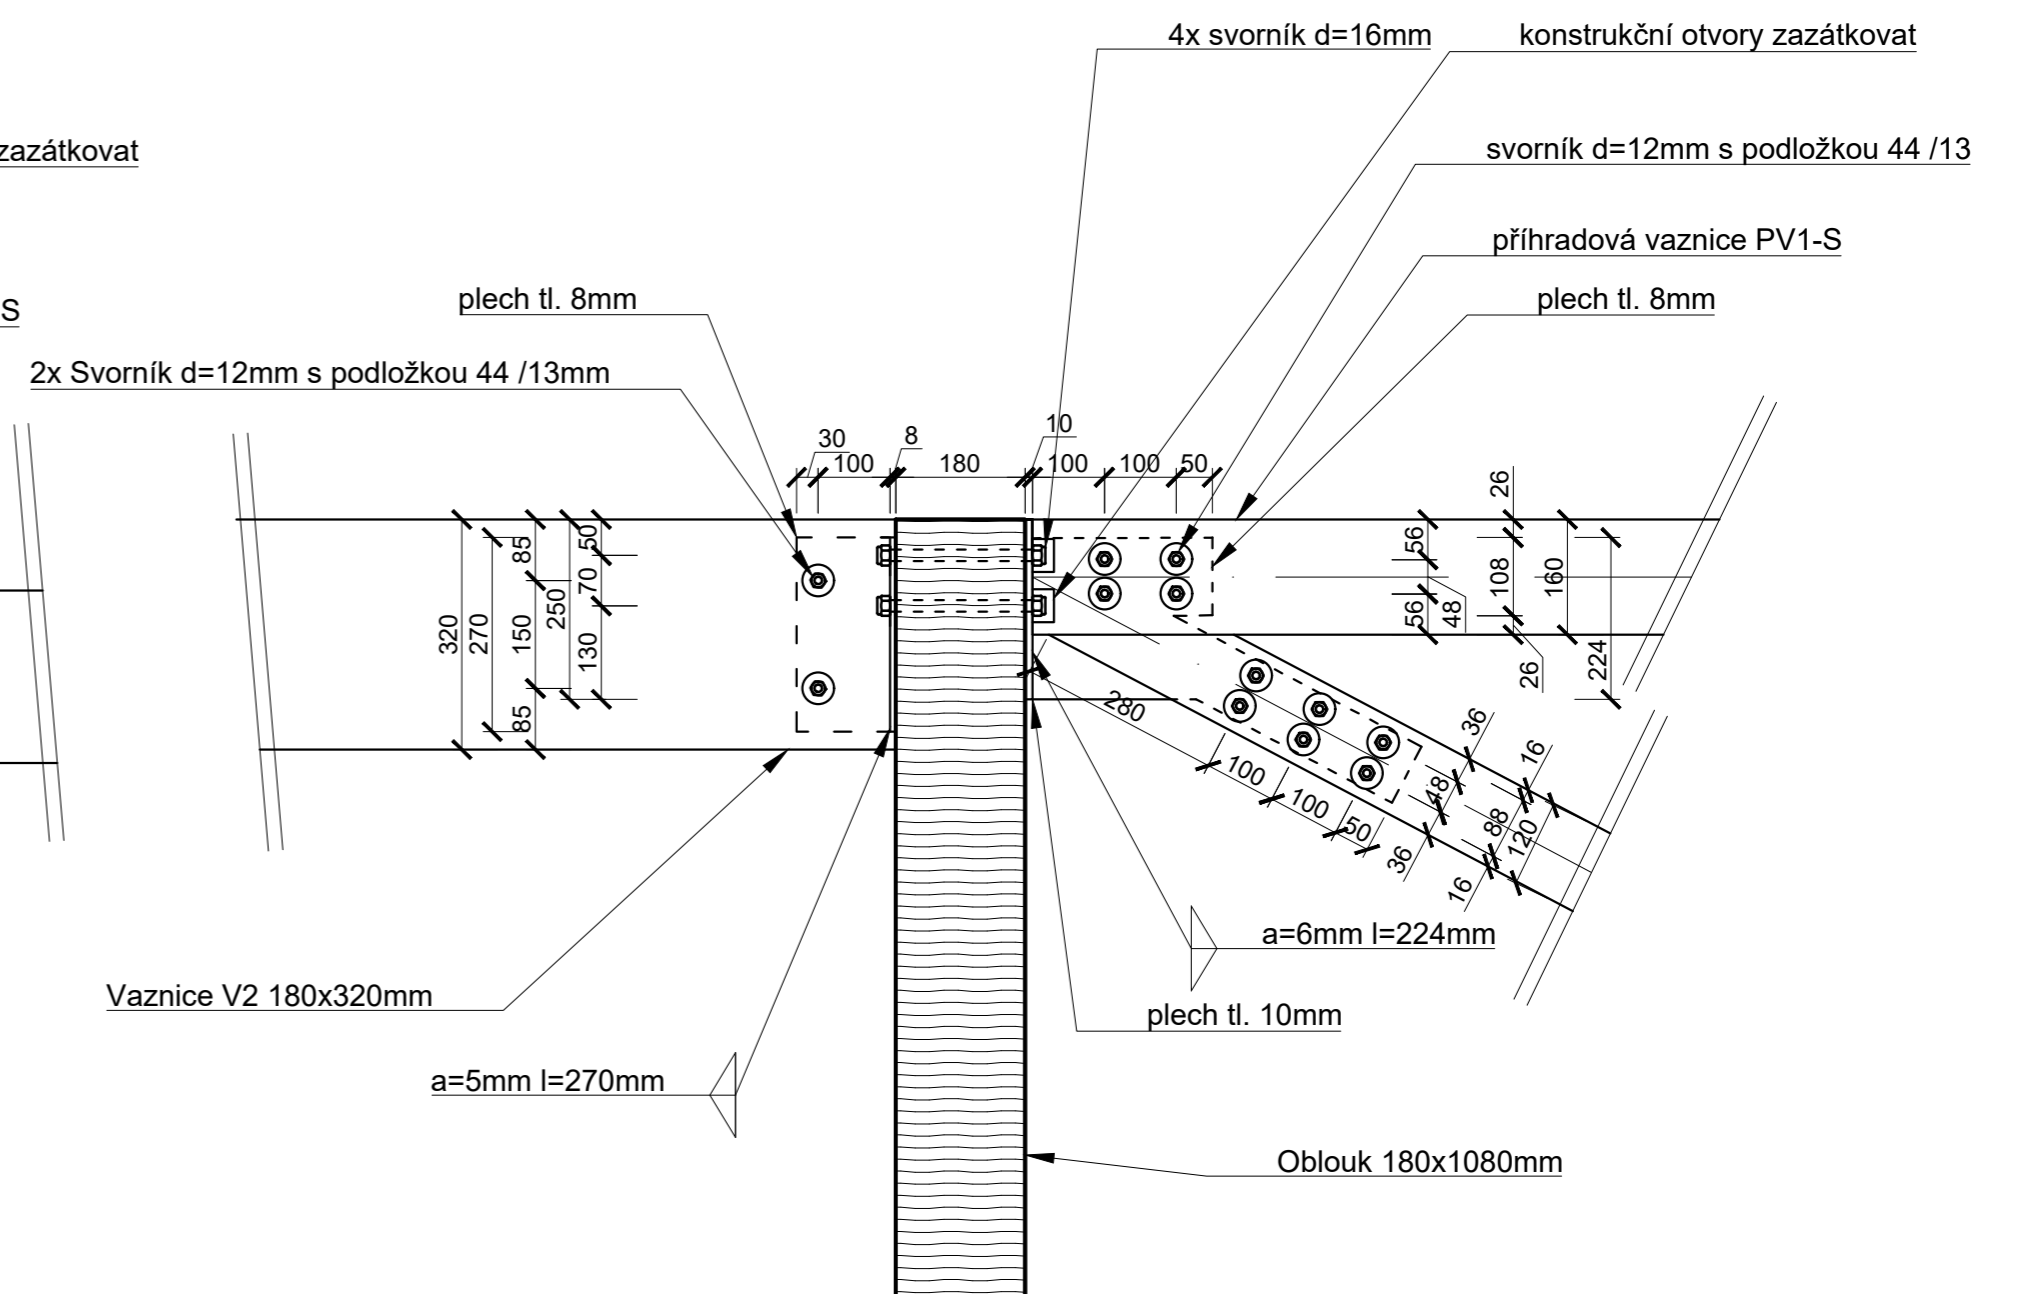 4x svorník d=16mm
konstrukční otvory zazátkovat
zazátkovat
svorník d=12mm s podložkou 44 /13
příhradová vaznice PV1-S
S
plech tl. 8mm
plech tl. 8mm
2x Svorník d=12mm s podložkou 44 /13mm
30
8
10
100
180
100
100
50
320
270
85
150
85
250
50
70
130
56
56
48
26
108
26
160
224
280
100
100
50
36
48
36
16
88
16
120
a=6mm l=224mm
Vaznice V2 180x320mm
plech tl. 10mm
a=5mm l=270mm
Oblouk 180x1080mm